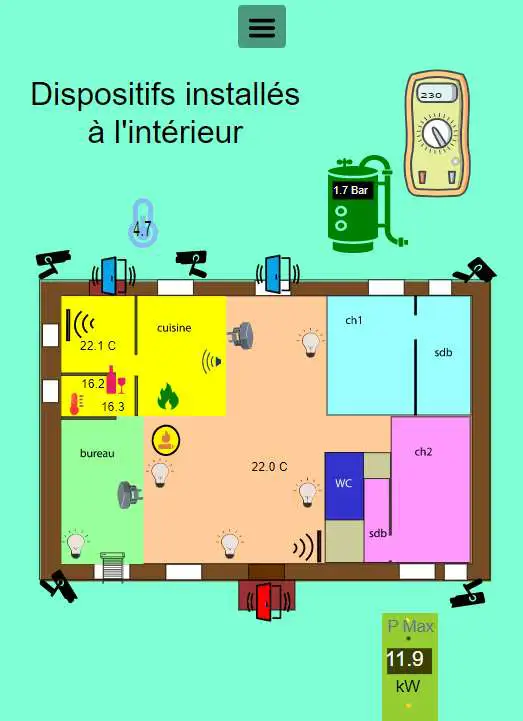 Dispositifs installés
à l'intérieur
230
1.7 Bar
4.7
cuisine
ch1
22.1 C
sdb
16.2
16.3
bureau
22.0 C
ch2
WC
sdb
P Max
11.9
kW